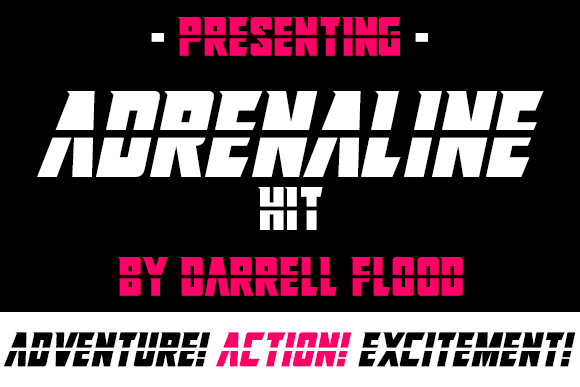 - PRESENTING -
ADRENALINE
HIT
BY DARRELL FLOOD
ADVENTURE! ACTION! EXCITEMENT!